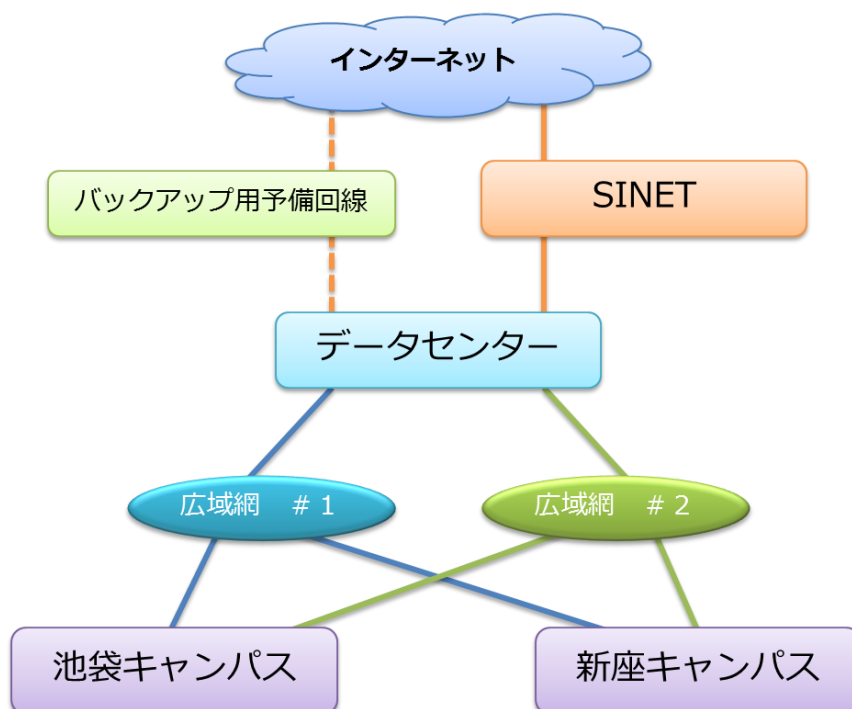 インターネット
バックアップ用予備回線
SINET
データセンター
広域網　＃１
広域網　＃２
池袋キャンパス
新座キャンパス